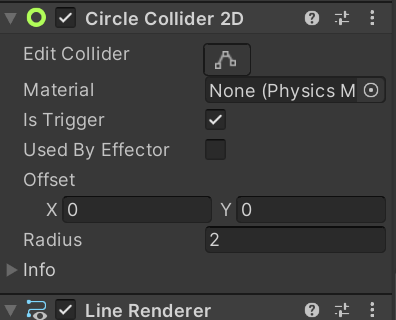 Circle Collider 2D
Edit Collider
Material None (Physics M
Is Trigger
Used By Effector
Offset
X 0 Y 0
Radius 2
Info
Line Renderer